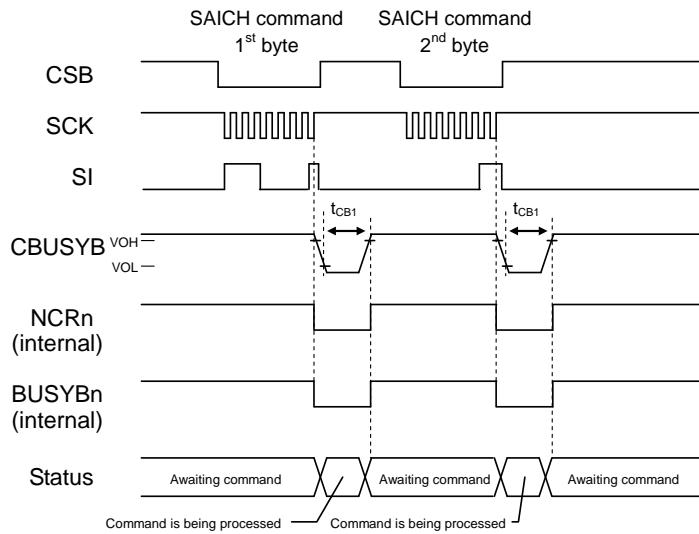 SAICH command
1st byte
SAICH command
2nd byte
CSB
SCK
SI
tCB1
tCB1
CBUSYB
VOH
VOL
NCRn
(internal)
BUSYBn
(internal)
Status
Awaiting command
Awaiting command
Awaiting command
Command is being processed
Command is being processed